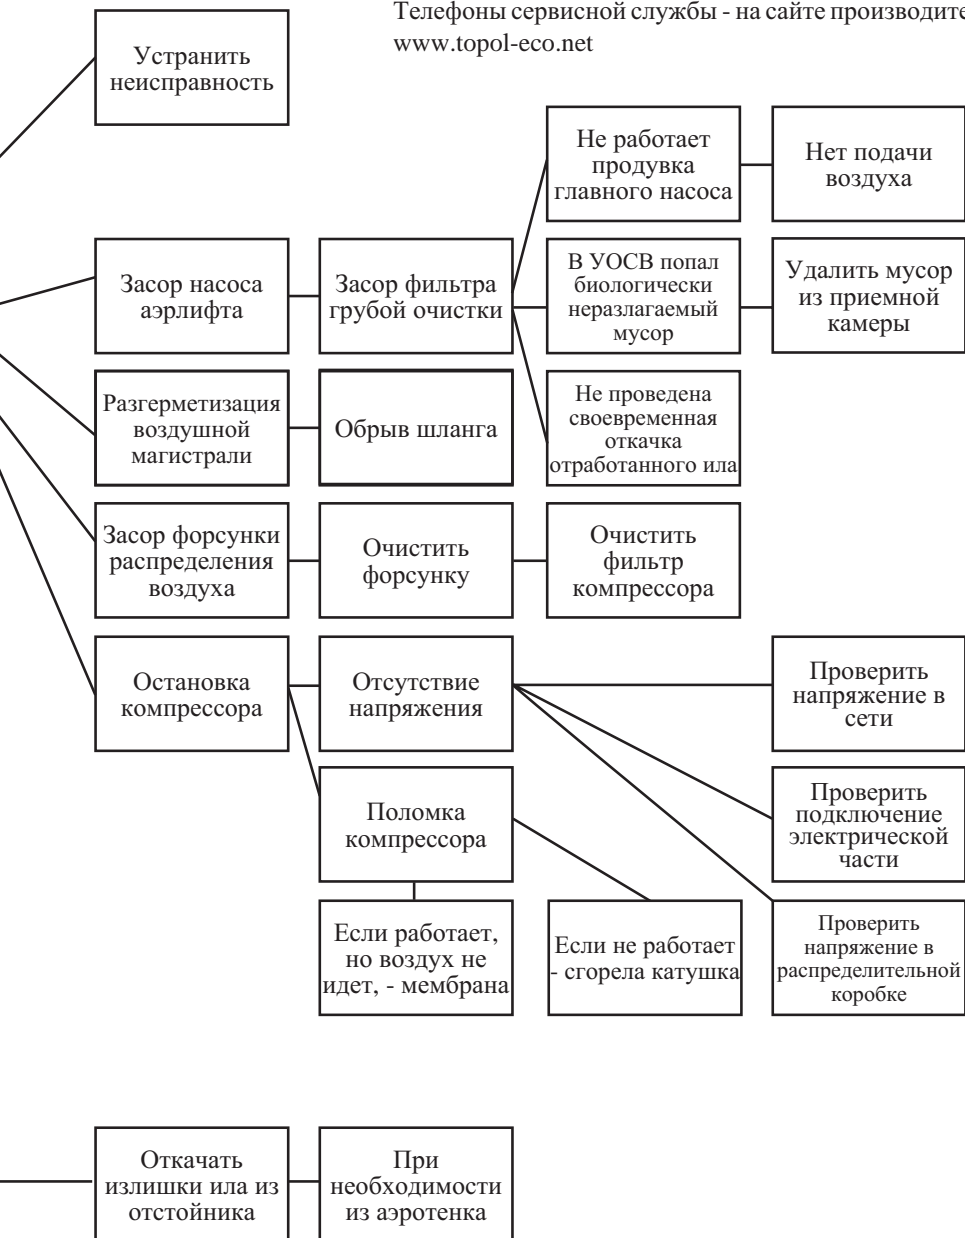 Телефоны сервисной службы - на сайте производите
www.topol-eco.net
Устранить
неисправность
Не работает
продувка
главного насоса
Нет подачи
воздуха
Засор насоса
аэрлифта
Засор фильтра
грубой очистки
В УОСВ попал
биологически
неразлагаемый
мусор
Удалить мусор
из приемной
камеры
Разгерметизация
воздушной
магистрали
Обрыв шланга
Не проведена
своевременная
откачка
отработанного ила
Засор форсунки
распределения
воздуха
Очистить
форсунку
Очистить
фильтр
компрессора
Остановка
компрессора
Отсутствие
напряжения
Проверить
напряжение в
сети
Поломка
компрессора
Проверить
подключение
электрической
части
Если работает,
но воздух не
идет, - мембрана
Если не работает
- сгорела катушка
Проверить
напряжение в
распределительной
коробке
Откачать
излишки ила из
отстойника
При
необходимости
из аэротенка